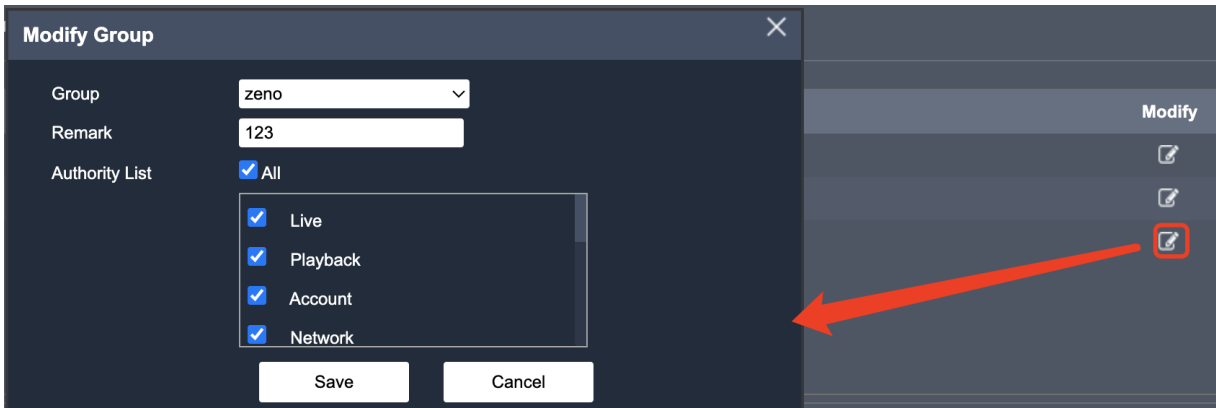 Modify Group
Modify
Group zeno
Remark 123
Authority List All
Live
Playback
Account
Network
Save Cancel